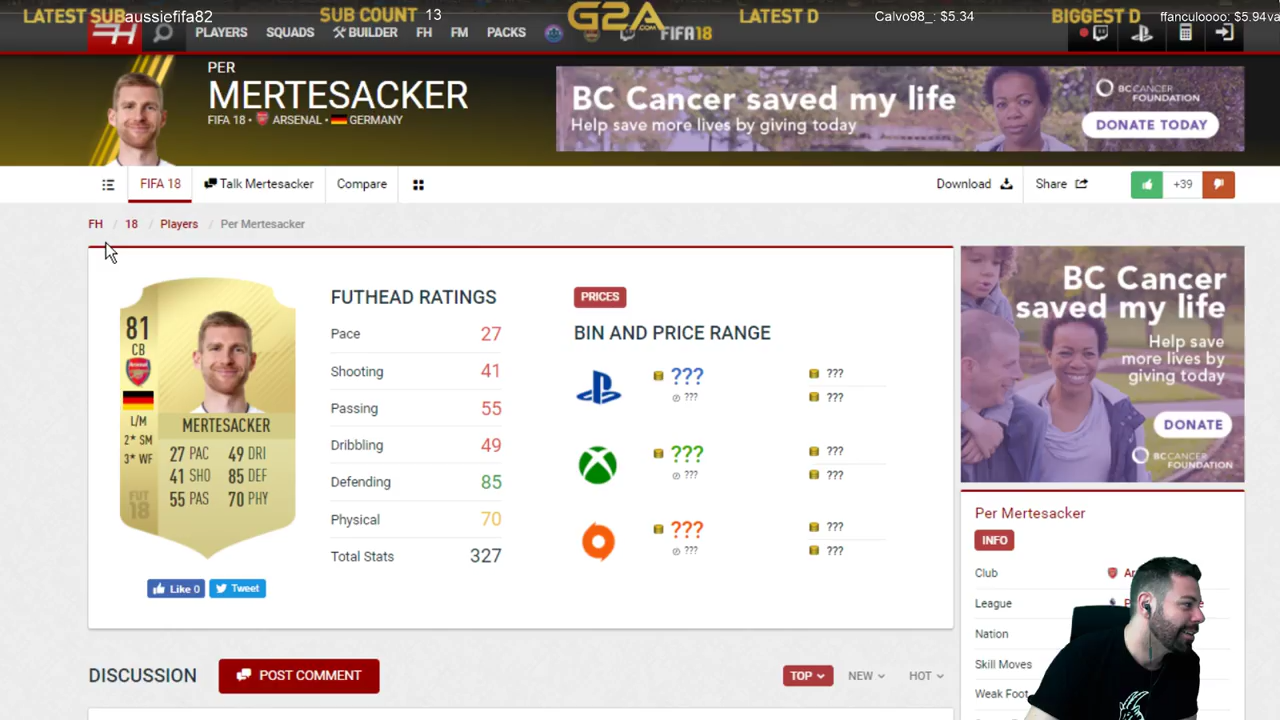 LATEST SUB aussiefifa82 SUB COUNT 13 G2A.COM LATEST D Calvo98_: $5.34 BIGGEST D ffanculoooo: $5.94
PLAYERS SQUADS BUILDER FH FM PACKS FIFA18
PER
MERTESACKER
FIFA 18 • ARSENAL • GERMANY
BC Cancer saved my life
Help save more lives by giving today
BC CANCER
FOUNDATION
DONATE TODAY
FIFA 18 Talk Mertesacker Compare Download Share +39
FH / 18 / Players / Per Mertesacker
81
CB
L/M
2* SM
3* WF
FUT
18
MERTESACKER
27 PAC 49 DRI
41 SHO 85 DEF
55 PAS 70 PHY
Like 0 Tweet
FUTHEAD RATINGS
Pace 27
Shooting 41
Passing 55
Dribbling 49
Defending 85
Physical 70
Total Stats 327
PRICES
BIN AND PRICE RANGE
??? ???
??? ???
??? ???
??? ???
??? ???
??? ???
BC Cancer
saved my life
Help save
more lives by
giving today
DONATE
BC CANCER
FOUNDATION
Per Mertesacker
INFO
Club
League
Nation
Skill Moves
Weak Foot
DISCUSSION POST COMMENT TOP NEW HOT